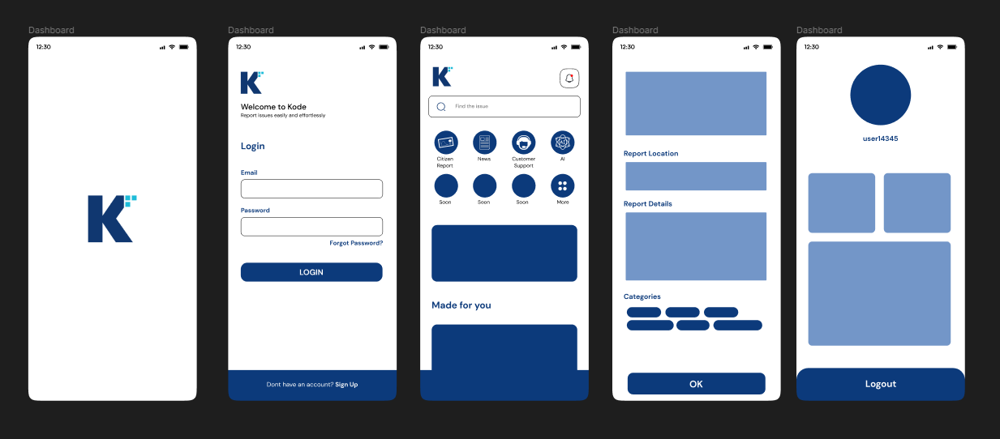 Dashboard
12:30
K
Dashboard
12:30
K
Welcome to Kode
Report issues easily and effortlessly
Login
Email
Password
Forgot Password?
LOGIN
Dont have an account? Sign Up
Dashboard
12:30
K
Find the issue
Citizen
Report
News
Customer
Support
AI
AI
Soon
Soon
Soon
More
Made for you
Dashboard
12:30
Report Location
Report Details
Categories
OK
Dashboard
12:30
user14345
Logout